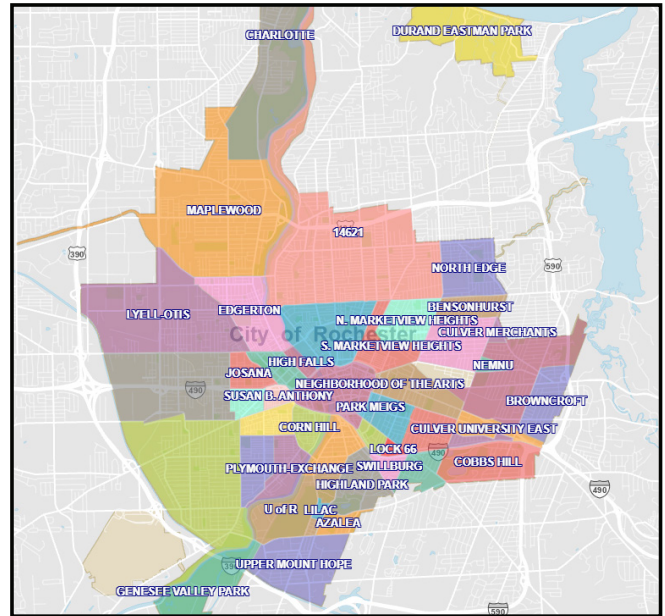 CHARLOTTE
DURAND EASTMAN PARK
MAPLEWOOD
14621
390
590
NORTH EDGE
LYELL-OTIS
EDGERTON
BENSONHURST
N. MARKETVIEW HEIGHTS
CULVER MERCHANTS
City of Rochester
S. MARKETVIEW HEIGHTS
HIGH FALLS
NEMNU
JOSANA
490
NEIGHBORHOOD OF THE ARTS
SUSAN B. ANTHONY
BROWNCROFT
PARK MEIGS
CORN HILL
CULVER UNIVERSITY EAST
LOCK 66
490
PLYMOUTH-EXCHANGE
SWILLBURG
COBBS HILL
HIGHLAND PARK
490
U of R
LILAC
AZALEA
UPPER MOUNT HOPE
390
GENESEE VALLEY PARK
590